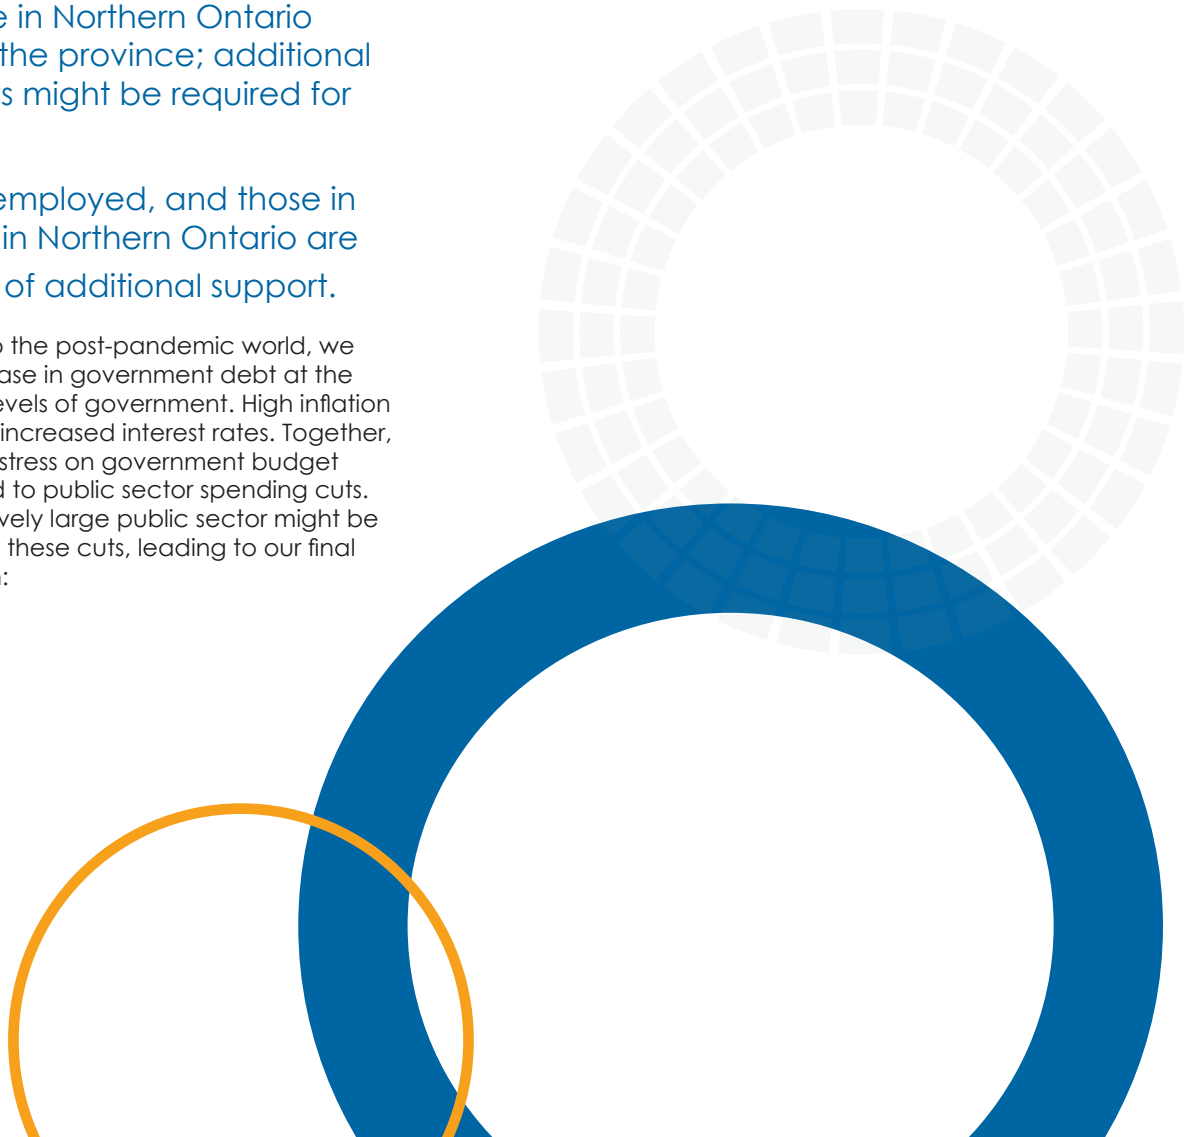 e in Northern Ontario
the province; additional
s might be required for
employed, and those in
in Northern Ontario are
of additional support.
o the post-pandemic world, we
ase in government debt at the
evels of government. High inflation
increased interest rates. Together,
stress on government budget
d to public sector spending cuts.
vely large public sector might be
these cuts, leading to our final
n: